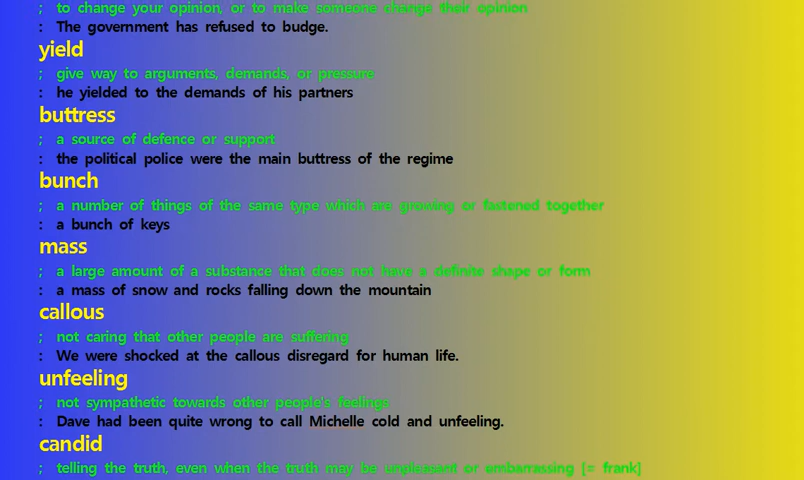 ; to change your opinion, or to make someone change their opinion
: The government has refused to budge.
yield
; give way to arguments, demands, or pressure
: he yielded to the demands of his partners
buttress
; a source of defence or support
: the political police were the main buttress of the regime
bunch
; a number of things of the same type which are growing or fastened together
: a bunch of keys
mass
; a large amount of a substance that does not have a definite shape or form
: a mass of snow and rocks falling down the mountain
callous
; not caring that other people are suffering
: We were shocked at the callous disregard for human life.
unfeeling
; not sympathetic towards other people's feelings
: Dave had been quite wrong to call Michelle cold and unfeeling.
candid
; telling the truth, even when the truth may be unpleasant or embarrassing [= frank]